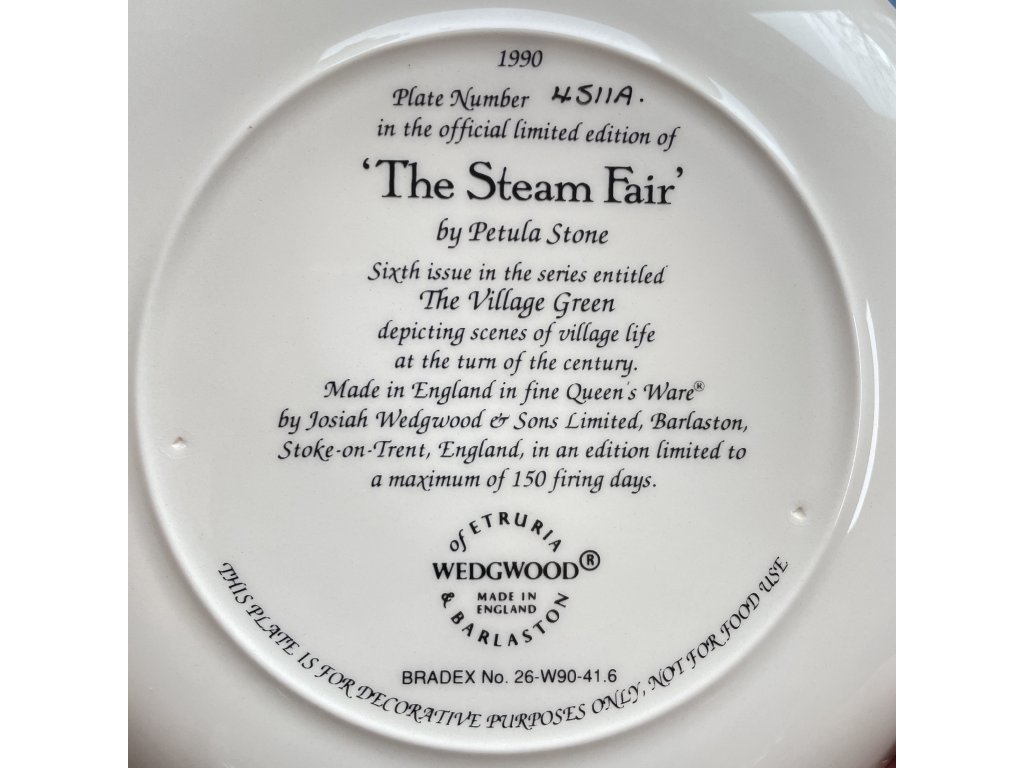 1990
Plate Number 4511A.
in the official limited edition of
‘The Steam Fair’
by Petula Stone
Sixth issue in the series entitled
The Village Green
depicting scenes of village life
at the turn of the century.
Made in England in fine Queen's Ware®
by Josiah Wedgwood & Sons Limited, Barlaston,
Stoke-on-Trent, England, in an edition limited to
a maximum of 150 firing days.
of ETRURIA
WEDGWOOD®
MADE IN
ENGLAND
& BARLASTON
BRADEX No. 26-W90-41.6
THIS PLATE IS FOR DECORATIVE PURPOSES ONLY, NOT FOR FOOD USE